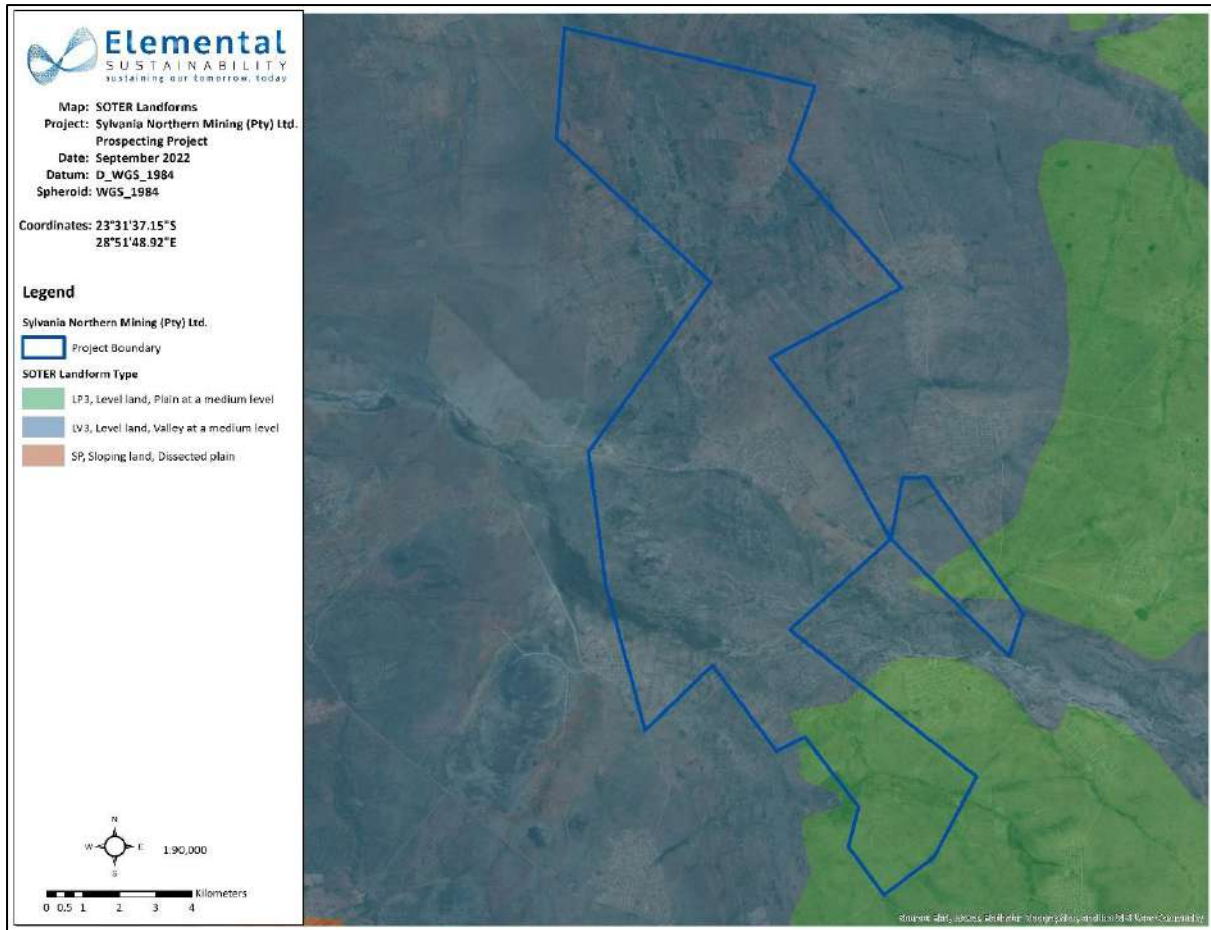 Elemental
SUSTAINABILITY
sustaining our tomorrow, today
Map: SOTER Landforms
Project: Sylvania Northern Mining (Pty) Ltd.
Prospecting Project
Date: September 2022
Datum: D_WGS_1984
Spheroid: WGS_1984
Coordinates: 23°31'37.15"S
28°51'48.92"E
Legend
Sylvania Northern Mining (Pty) Ltd.
Project Boundary
SOTER Landform Type
LP3, Level land, Plain at a medium level
LV3, Level land, Valley at a medium level
SP, Sloping land, Dissected plain
N
W E
S
1:90,000
Kilometers
0 0.5 1 2 3 4